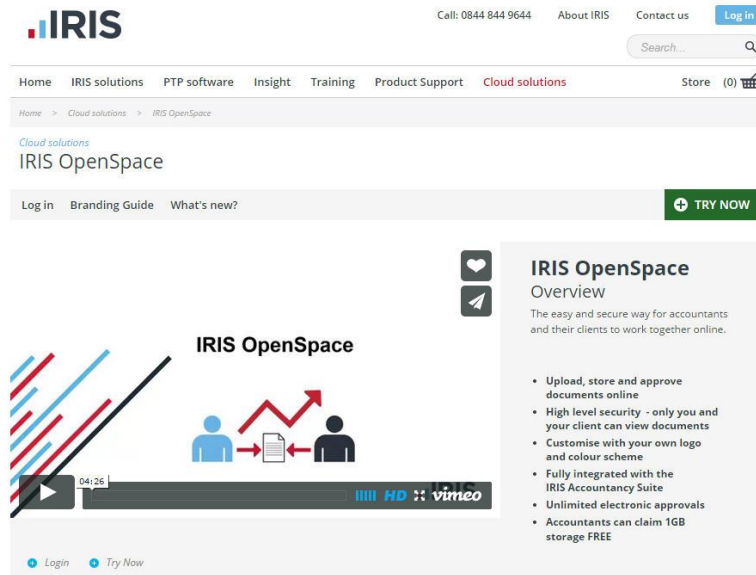 IRIS
Call: 0844 844 9644 About IRIS Contact us Log in
Search...
Home IRIS solutions PTP software Insight Training Product Support Cloud solutions Store (0)
Home > Cloud solutions > IRIS OpenSpace
Cloud solutions
IRIS OpenSpace
Log in Branding Guide What's new? TRY NOW
IRIS OpenSpace
04:26
HD vimeo
IRIS
Login Try Now
IRIS OpenSpace
Overview
The easy and secure way for accountants
and their clients to work together online.
• Upload, store and approve
documents online
• High level security - only you and
your client can view documents
• Customise with your own logo
and colour scheme
• Fully integrated with the
IRIS Accountancy Suite
• Unlimited electronic approvals
• Accountants can claim 1GB
storage FREE